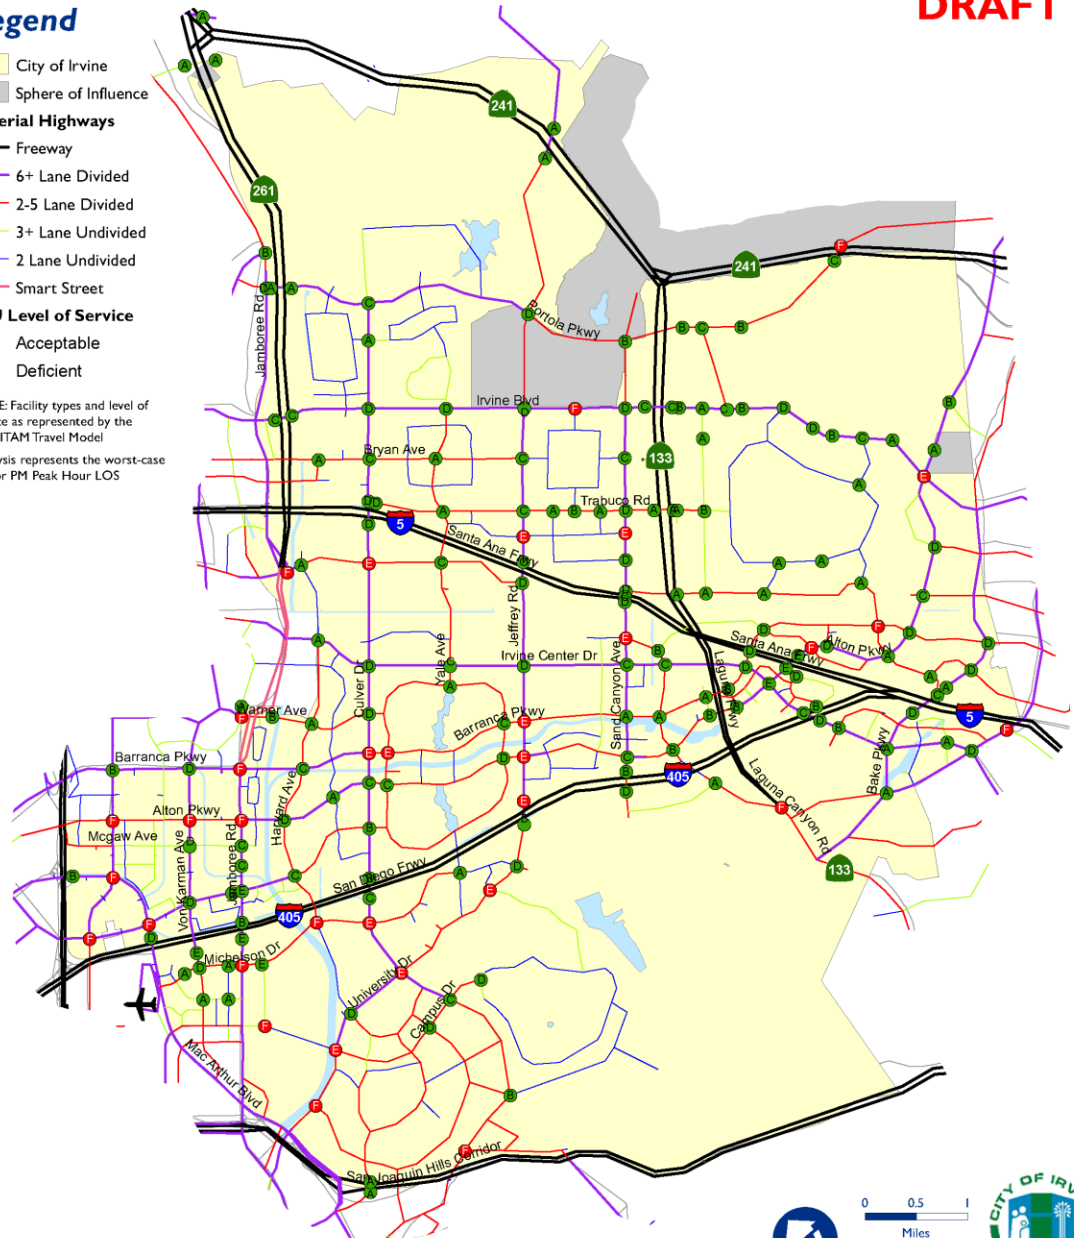 egend
DRAFT
City of Irvine
Sphere of Influence
erial Highways
Freeway
6+ Lane Divided
2-5 Lane Divided
3+ Lane Undivided
2 Lane Undivided
Smart Street
Level of Service
Acceptable
Deficient
E: Facility types and level of
e as represented by the
ITAM Travel Model
ysis represents the worst-case
or PM Peak Hour LOS
241
261
241
Jamboree Rd
Portola Pkwy
Irvine Blvd
Bryan Ave
133
Trabuco Rd
5
Santa Ana Frwy
Jeffrey Rd
Irvine Center Dr
Yale Ave
Culver Dr
Sand Canyon Ave
Santa Ana Frwy
Alton Pkwy
Laguna Frwy
Warner Ave
Barranca Pkwy
5
Barranca Pkwy
405
Bake Pkwy
Laguna Canyon Rd
Alton Pkwy
Harvard Ave
Mcgaw Ave
Von Karman Ave
Jamboree Rd
133
San Diego Frwy
405
Michelson Dr
University Dr
Campus Dr
Mac Arthur Blvd
San Joaquin Hills Corridor
0 0.5 1
Miles
CITY OF IRV